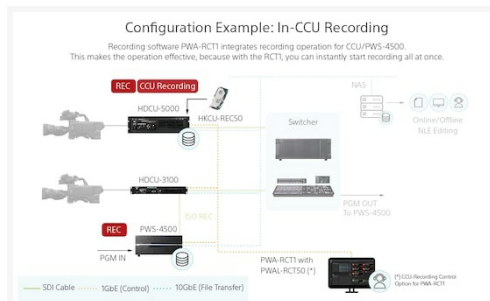 Configuration Example: In-CCU Recording
Recording software PWA-RCT1 integrates recording operation for CCU/PWS-4500.
This makes the operation effective, because with the RCT1, you can instantly start recording all at once.
REC
CCU Recording
NAS
HDCU-5000
HKCU-REC50
Switcher
Online/Offline
NLE Editing
HDCU-3100
ISO REC
PGM OUT
To PWS-4500
REC
PWS-4500
PGM IN
PWA-RCT1 with
PWAL-RCT50 (*)
(*) CCU Recording Control
Option for PWA-RCT1
SDI Cable
1GbE (Control)
10GbE (File Transfer)